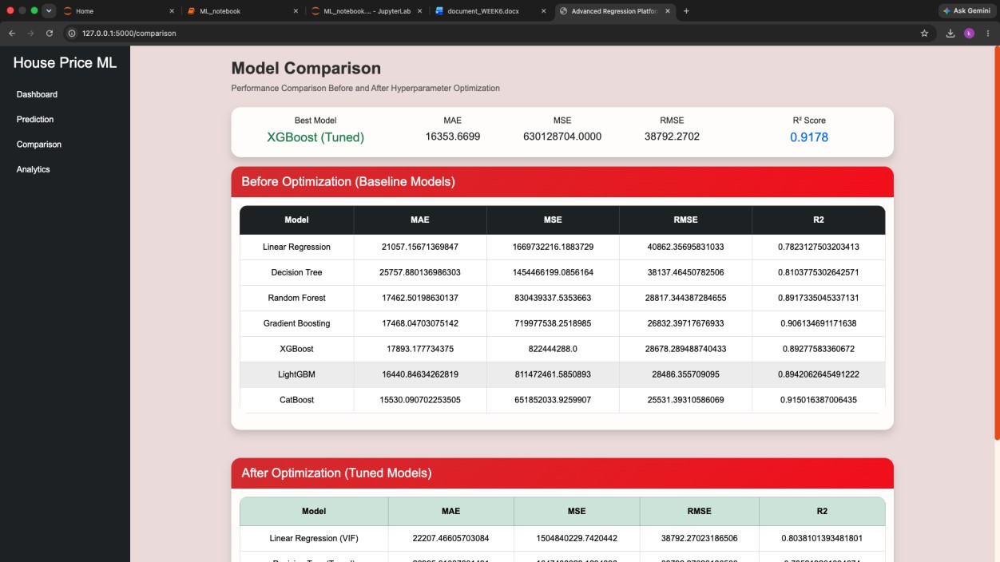 Home
ML_notebook
ML_notebook.... - JupyterLab
document_WEEK6.docx
Advanced Regression Platfor
Ask Gemini
127.0.0.1:5000/comparison
k
House Price ML
Dashboard
Prediction
Comparison
Analytics
Model Comparison
Performance Comparison Before and After Hyperparameter Optimization
Best Model MAE MSE RMSE R² Score
XGBoost (Tuned) 16353.6699 630128704.0000 38792.2702 0.9178
Before Optimization (Baseline Models)
Model MAE MSE RMSE R2
Linear Regression 21057.15671369847 1669732216.1883729 40862.35695831033 0.7823127503203413
Decision Tree 25757.880136986303 1454466199.0856164 38137.46450782506 0.8103775302642571
Random Forest 17462.50198630137 830439337.5353663 28817.344387284655 0.8917335045337131
Gradient Boosting 17468.04703075142 719977538.2518985 26832.39717676933 0.906134691171638
XGBoost 17893.177734375 822444288.0 28678.289488740433 0.89277583360672
LightGBM 16440.84634262819 811472461.5850893 28486.355709095 0.8942062645491222
CatBoost 15530.090702253505 651852033.9259907 25531.39310586069 0.915016387006435
After Optimization (Tuned Models)
Model MAE MSE RMSE R2
Linear Regression (VIF) 22207.46605703084 1504840229.7420442 38792.27023186506 0.8038101393481801